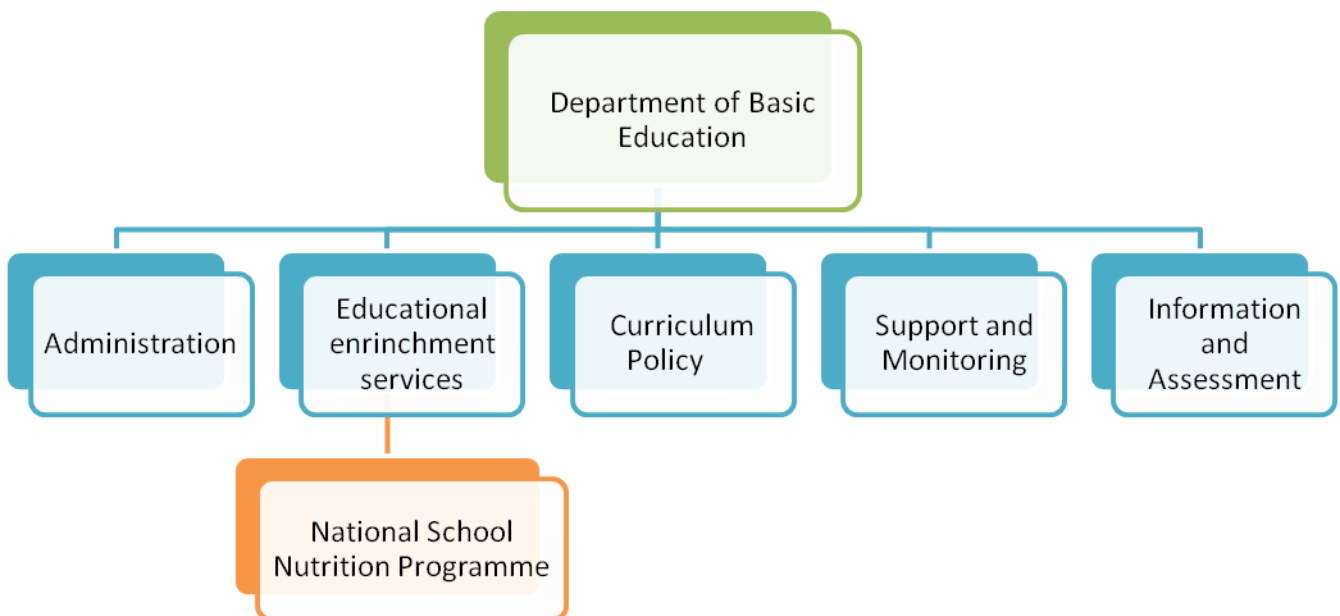 Department of Basic
Education
Administration
Educational
enrinchment
services
Curriculum
Policy
Support and
Monitoring
Information
and
Assessment
National School
Nutrition Programme